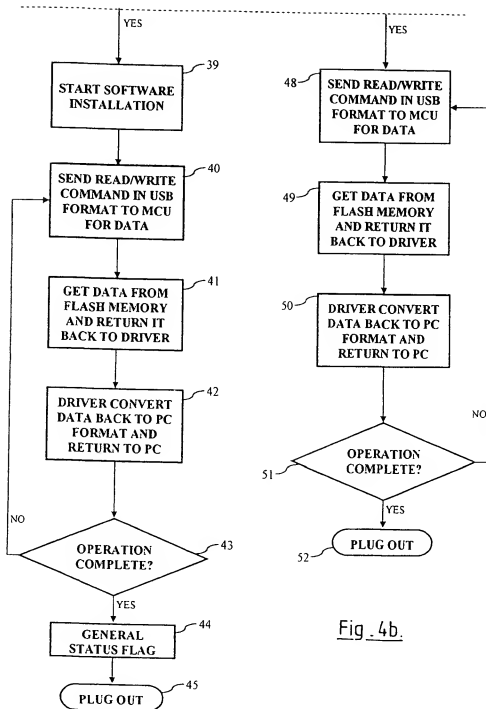 YES
39
START SOFTWARE
INSTALLATION
40
SEND READ/WRITE
COMMAND IN USB
FORMAT TO MCU
FOR DATA
41
GET DATA FROM
FLASH MEMORY
AND RETURN IT
BACK TO DRIVER
42
DRIVER CONVERT
DATA BACK TO PC
FORMAT AND
RETURN TO PC
NO
43
OPERATION
COMPLETE?
YES
44
GENERAL
STATUS FLAG
45
PLUG OUT
YES
48
SEND READ/WRITE
COMMAND IN USB
FORMAT TO MCU
FOR DATA
49
GET DATA FROM
FLASH MEMORY
AND RETURN IT
BACK TO DRIVER
50
DRIVER CONVERT
DATA BACK TO PC
FORMAT AND
RETURN TO PC
NO
51
OPERATION
COMPLETE?
YES
52
PLUG OUT
Fig. 4b.